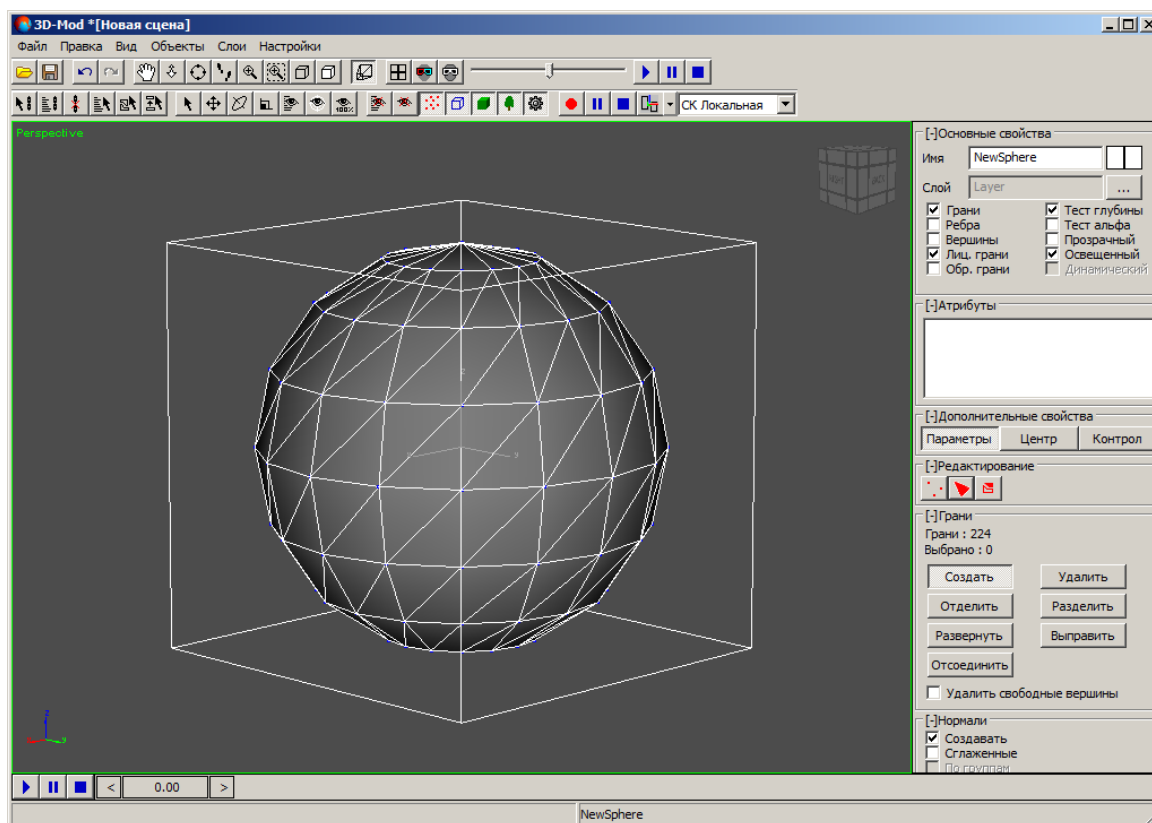 3D-Mod *[Новая сцена]
Файл Правка Вид Объекты Слои Настройки
100%
СК Локальная
Perspective
[-]Основные свойства
Имя NewSphere
Слой Layer ...
Грани Тест глубины
Ребра Тест альфа
Вершины Прозрачный
Лиц. грани Освещенный
Обр. грани Динамический
[-]Атрибуты
z
[-]Дополнительные свойства
Параметры Центр Контрол
[-]Редактирование
[-]Грани
Грани : 224
Выбрано : 0
Создать Удалить
Отделить Разделить
Развернуть Выправить
Отсоединить
Удалить свободные вершины
[-]Нормали
Создавать
Сглаженные
По группам
< 0.00 >
NewSphere